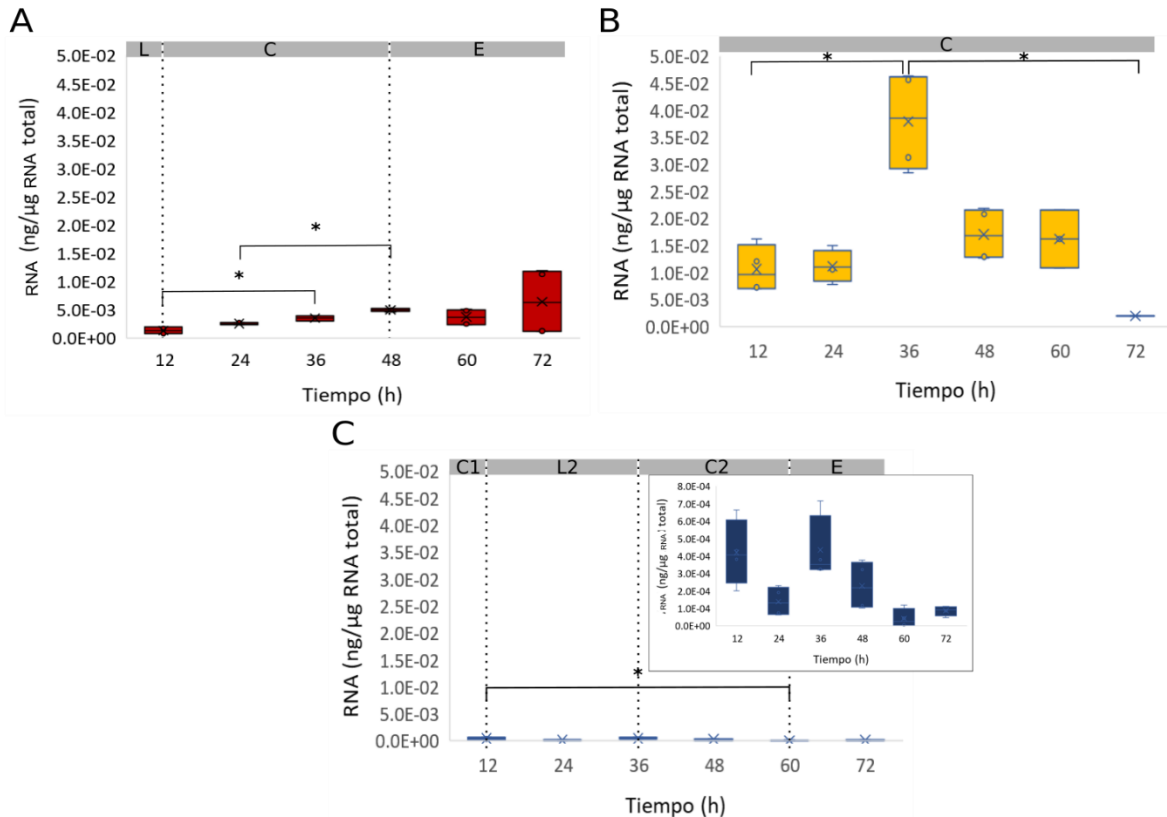 A
L C E
5.0E-02
4.5E-02
4.0E-02
3.5E-02
3.0E-02
2.5E-02
2.0E-02
1.5E-02
1.0E-02
5.0E-03
0.0E+00
RNA (ng/µg RNA total)
*
*
12 24 36 48 60 72
Tiempo (h)
B
C
5.0E-02
4.5E-02
4.0E-02
3.5E-02
3.0E-02
2.5E-02
2.0E-02
1.5E-02
1.0E-02
5.0E-03
0.0E+00
RNA (ng/µg RNA total)
* *
12 24 36 48 60 72
Tiempo (h)
C
C1 L2 C2 E
5.0E-02
4.5E-02
4.0E-02
3.5E-02
3.0E-02
2.5E-02
2.0E-02
1.5E-02
1.0E-02
5.0E-03
0.0E+00
RNA (ng/µg RNA total)
*
12 24 36 48 60 72
Tiempo (h)
8.0E-04
7.0E-04
6.0E-04
5.0E-04
4.0E-04
3.0E-04
2.0E-04
1.0E-04
0.0E+00
RNA (ng/µg RNA total)
12 24 36 48 60 72
Tiempo (h)